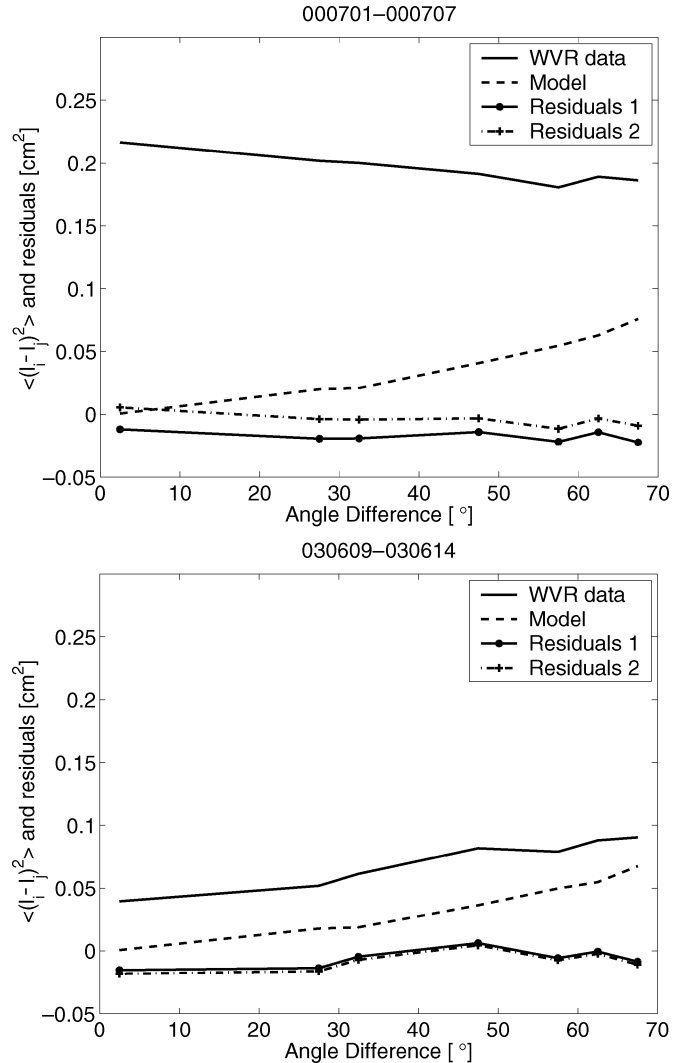 000701–000707
WVR data
Model
Residuals 1
Residuals 2
0.25
0.2
0.15
0.1
0.05
0
−0.05
<(l_i - l_j)^2> and residuals [cm^2]
0 10 20 30 40 50 60 70
Angle Difference [ °]
030609–030614
WVR data
Model
Residuals 1
Residuals 2
0.25
0.2
0.15
0.1
0.05
0
−0.05
<(l_i - l_j)^2> and residuals [cm^2]
0 10 20 30 40 50 60 70
Angle Difference [ °]